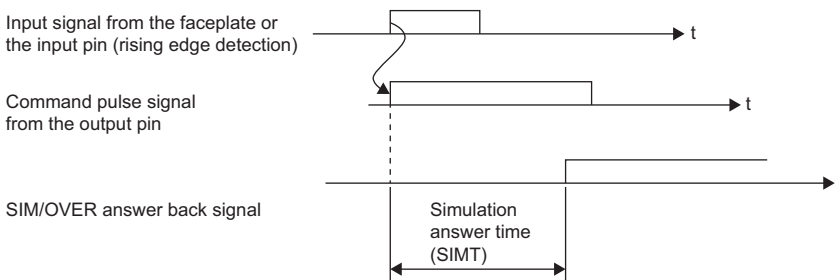 Input signal from the faceplate or
the input pin (rising edge detection)
t
Command pulse signal
from the output pin
t
SIM/OVER answer back signal
Simulation
answer time
(SIMT)